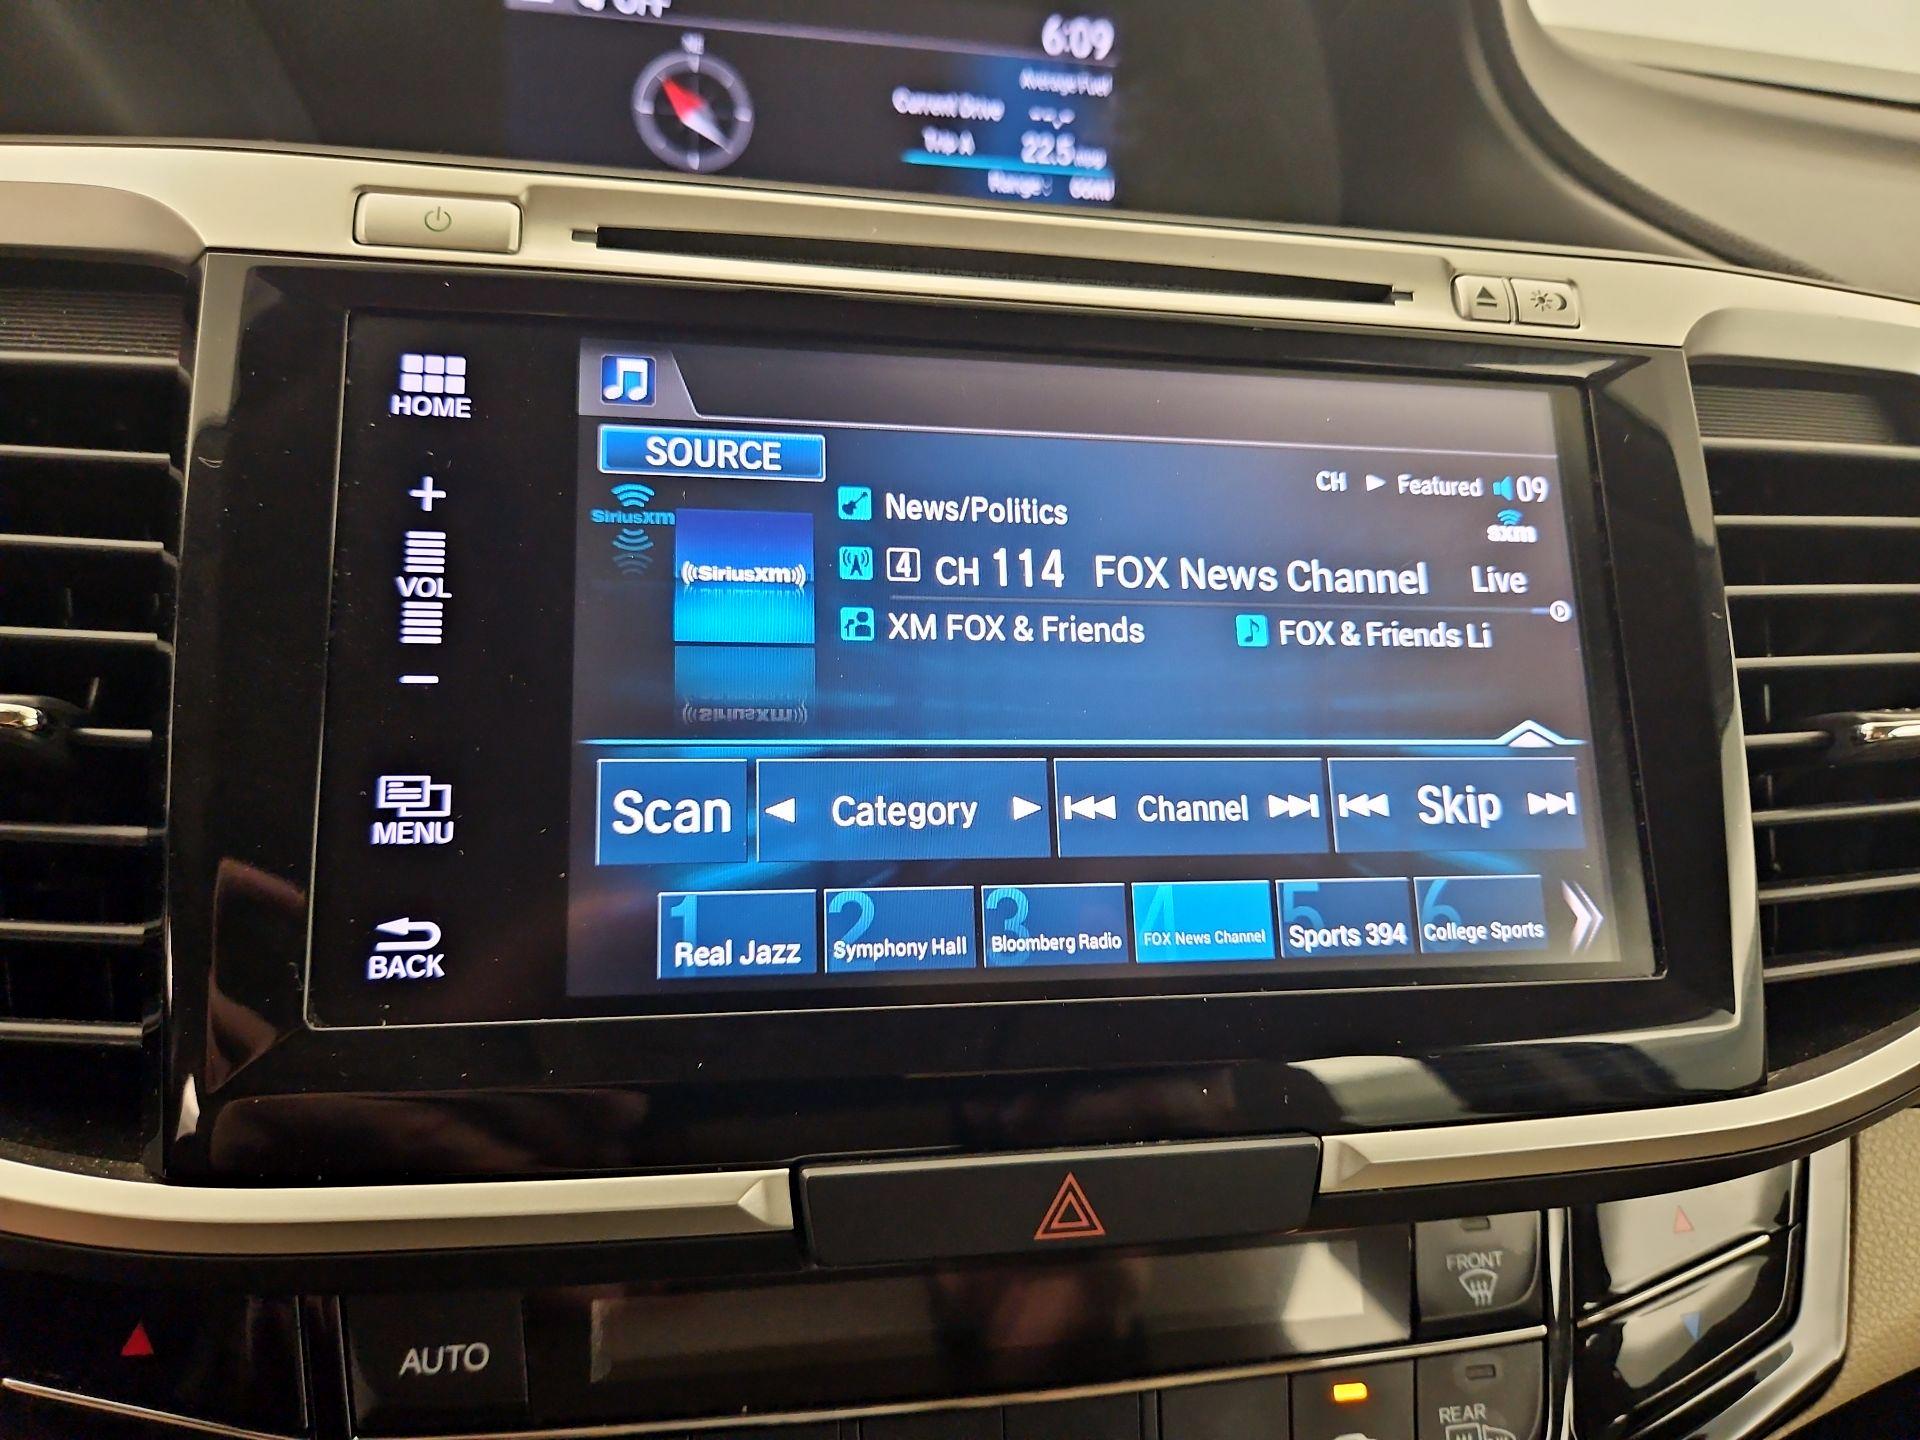 OFF
6:09
Average Fuel
Current Drive --.-
Trip A 22.5
Range
HOME
+
VOL
−
MENU
BACK
SOURCE
CH ▶ Featured 09
SiriusXM
sxm
((SiriusXM))
News/Politics
4 CH 114 FOX News Channel Live
XM FOX & Friends FOX & Friends Li
Scan Category Channel Skip
1 Real Jazz
2 Symphony Hall
3 Bloomberg Radio
4 FOX News Channel
5 Sports 394
6 College Sports
FRONT
AUTO
REAR